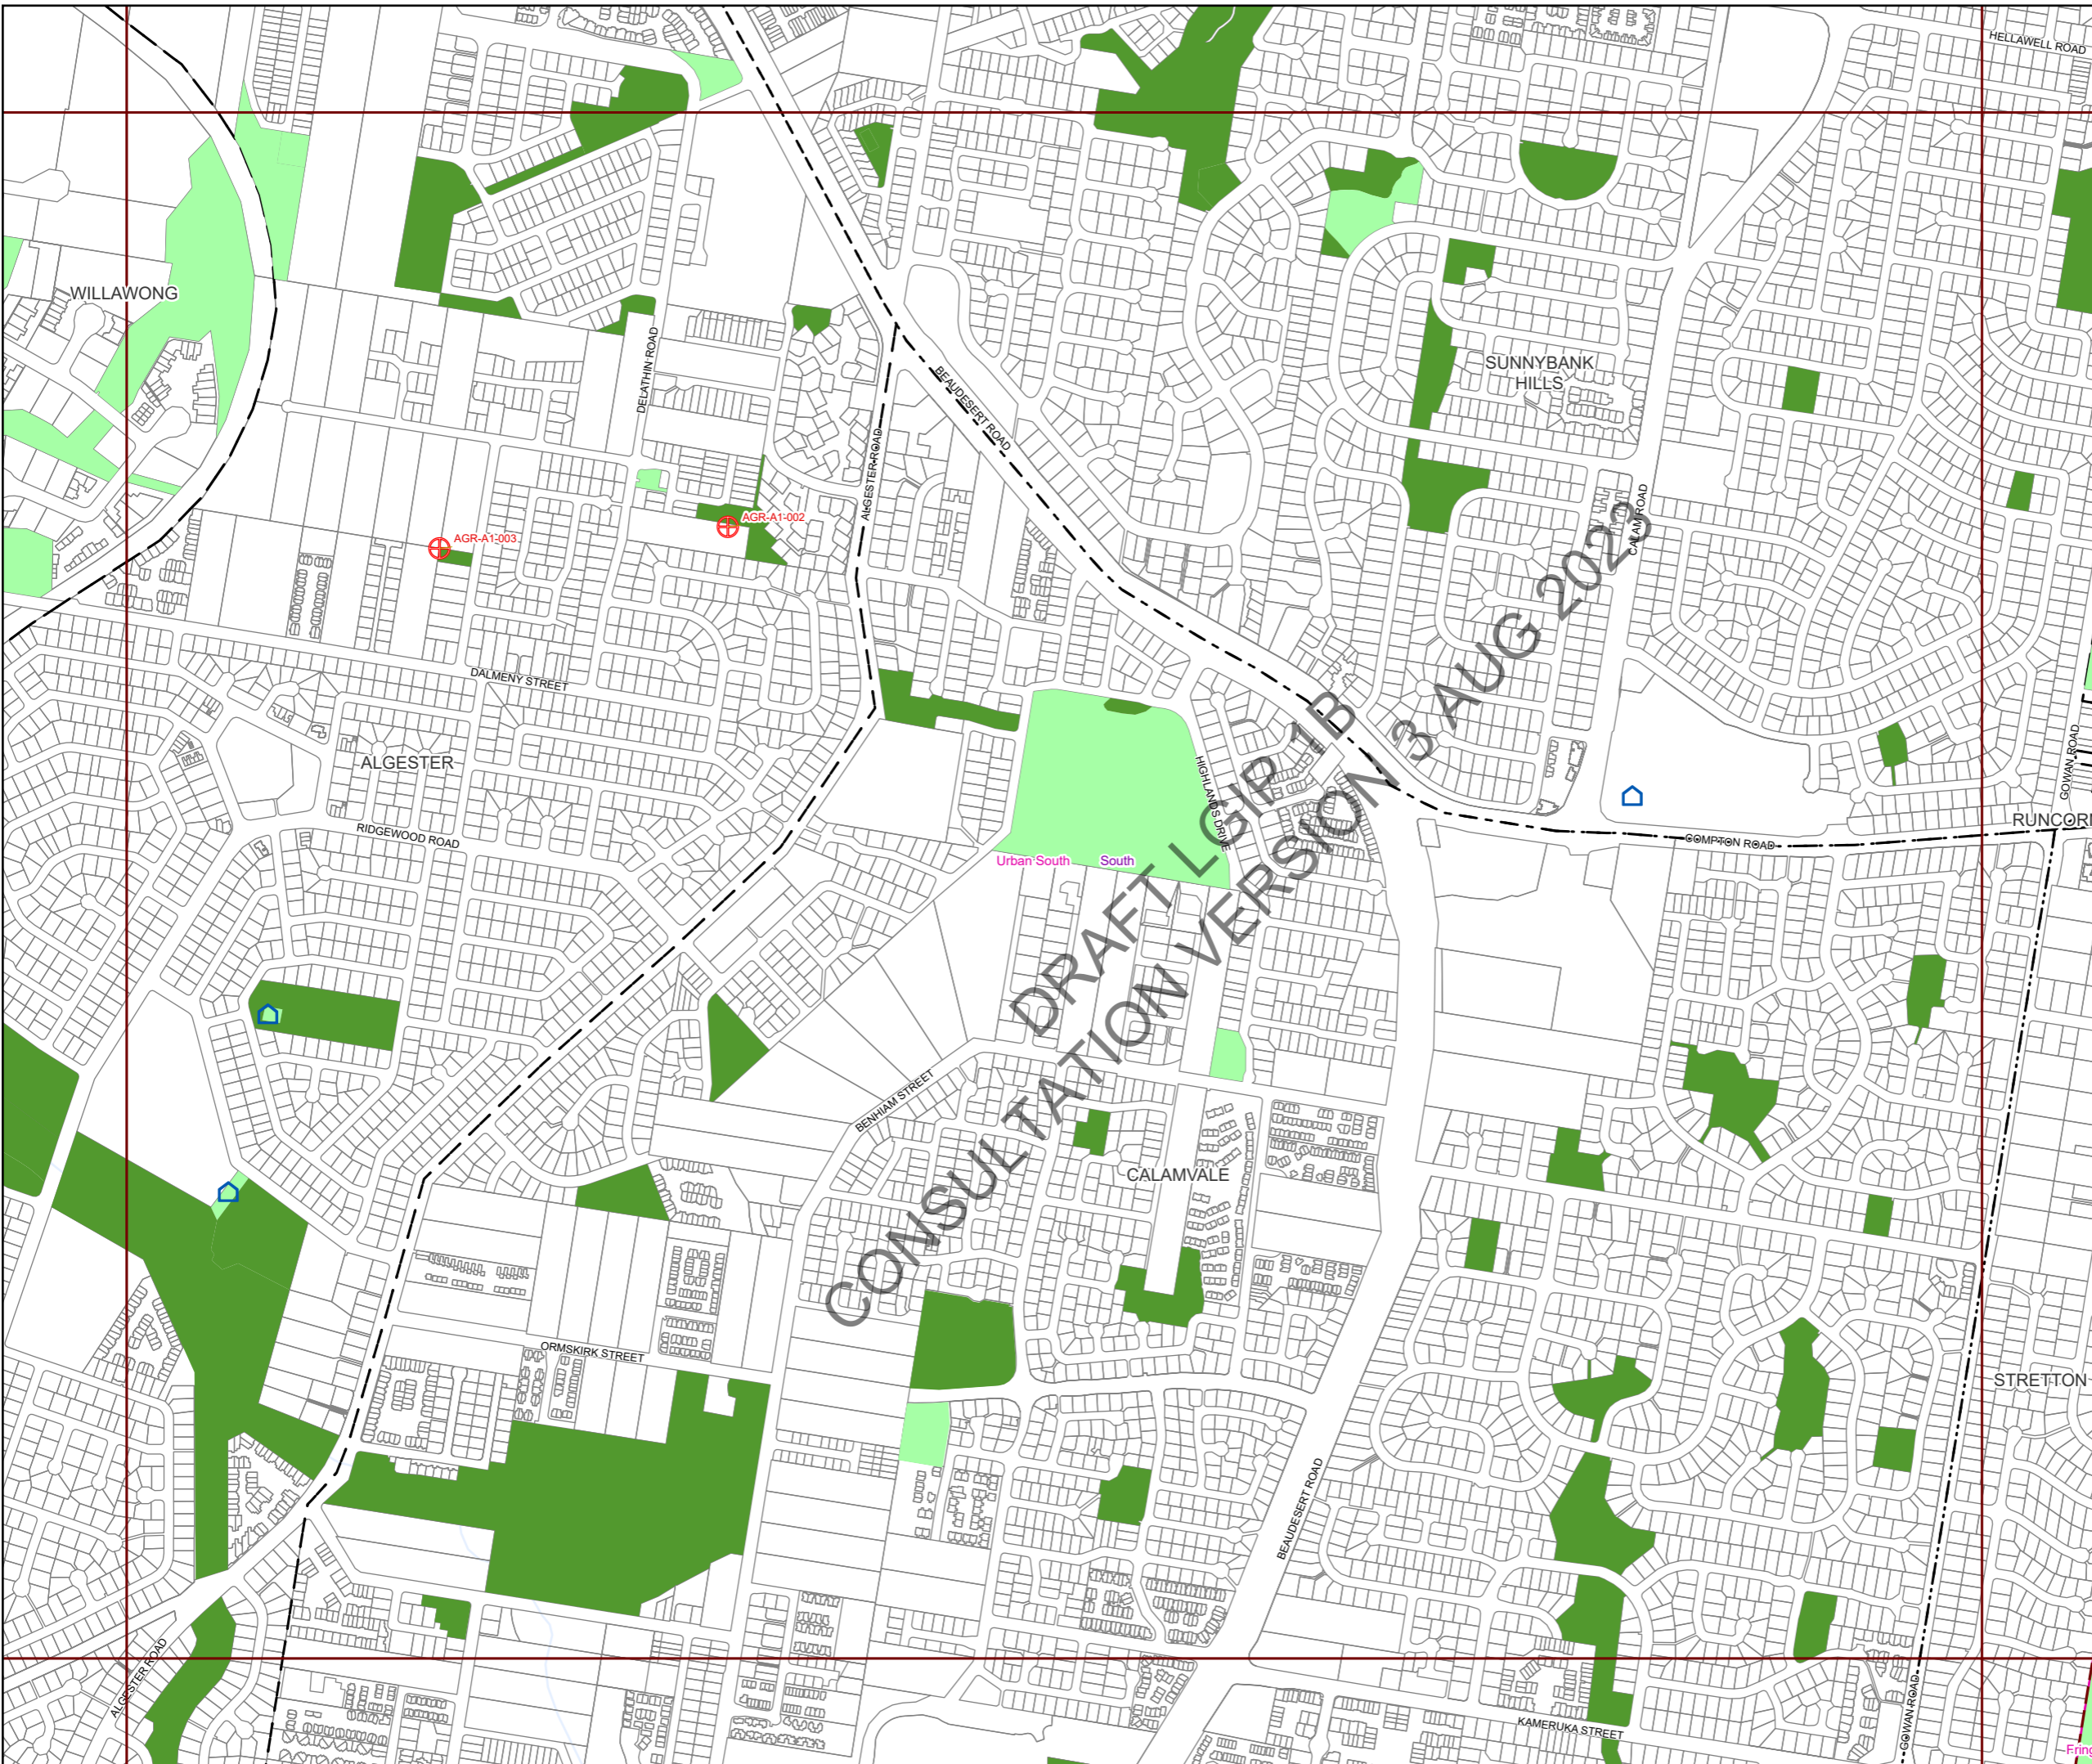 HELLAWELL ROAD
WILLAWONG
DELATHIN ROAD
BEAUDESERT ROAD
SUNNYBANK
HILLS
ALGESTER ROAD
CALAM ROAD
AGR-A1-002
AGR-A1-003
DALMENY STREET
ALGESTER
HIGHLANDS DRIVE
GOWAN ROAD
RUNCORN
RIDGEWOOD ROAD
COMPTON ROAD
Urban South
South
DRAFT LGIP 1B
CONSULTATION VERSION 3 AUG 2023
BENHIAM STREET
CALAMVALE
ORMSKIRK STREET
STRETTON
BEAUDESERT ROAD
ALGESTER ROAD
GOWAN ROAD
KAMERUKA STREET
Fring